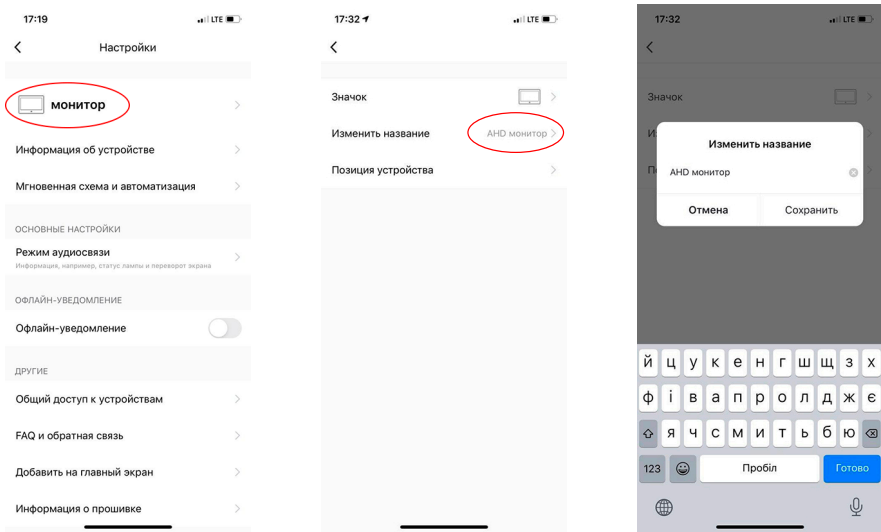 17:19
LTE
Настройки
монитор
Информация об устройстве
Мгновенная схема и автоматизация
ОСНОВНЫЕ НАСТРОЙКИ
Режим аудиосвязи
Информация, например, статус лампы и переворот экрана
ОФЛАЙН-УВЕДОМЛЕНИЕ
Офлайн-уведомление
ДРУГИЕ
Общий доступ к устройствам
FAQ и обратная связь
Добавить на главный экран
Информация о прошивке
17:32
LTE
Значок
Изменить название
AHD монитор
Позиция устройства
17:32
LTE
Значок
И
П
Изменить название
AHD монитор
Отмена
Сохранить
й ц у к е н г ш щ з х
ф і в а п р о л д ж є
я ч с м и т ь б ю
123
Пробіл
Готово